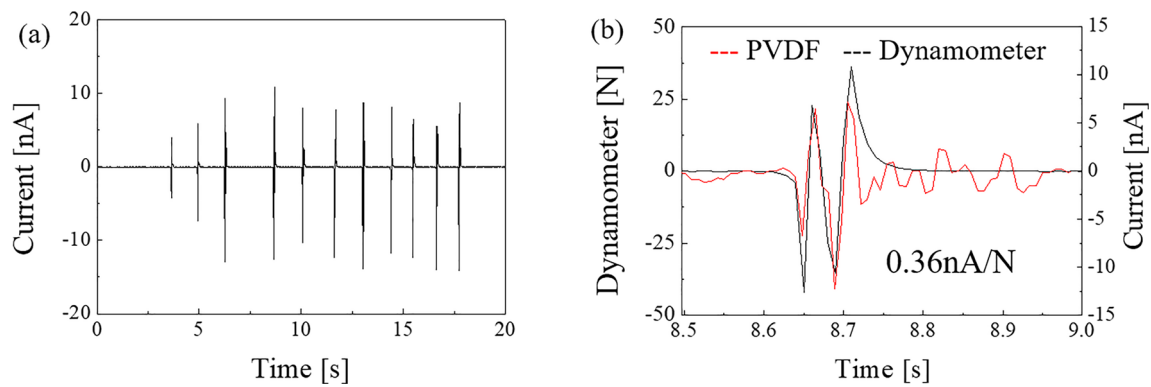 (a)
Current [nA]
20
10
0
-10
-20
0
5
10
15
20
Time [s]
(b)
Dynamometer [N]
50
25
0
-25
-50
PVDF
Dynamometer
0.36nA/N
15
10
5
0
-5
-10
-15
Current [nA]
8.5
8.6
8.7
8.8
8.9
9.0
Time [s]